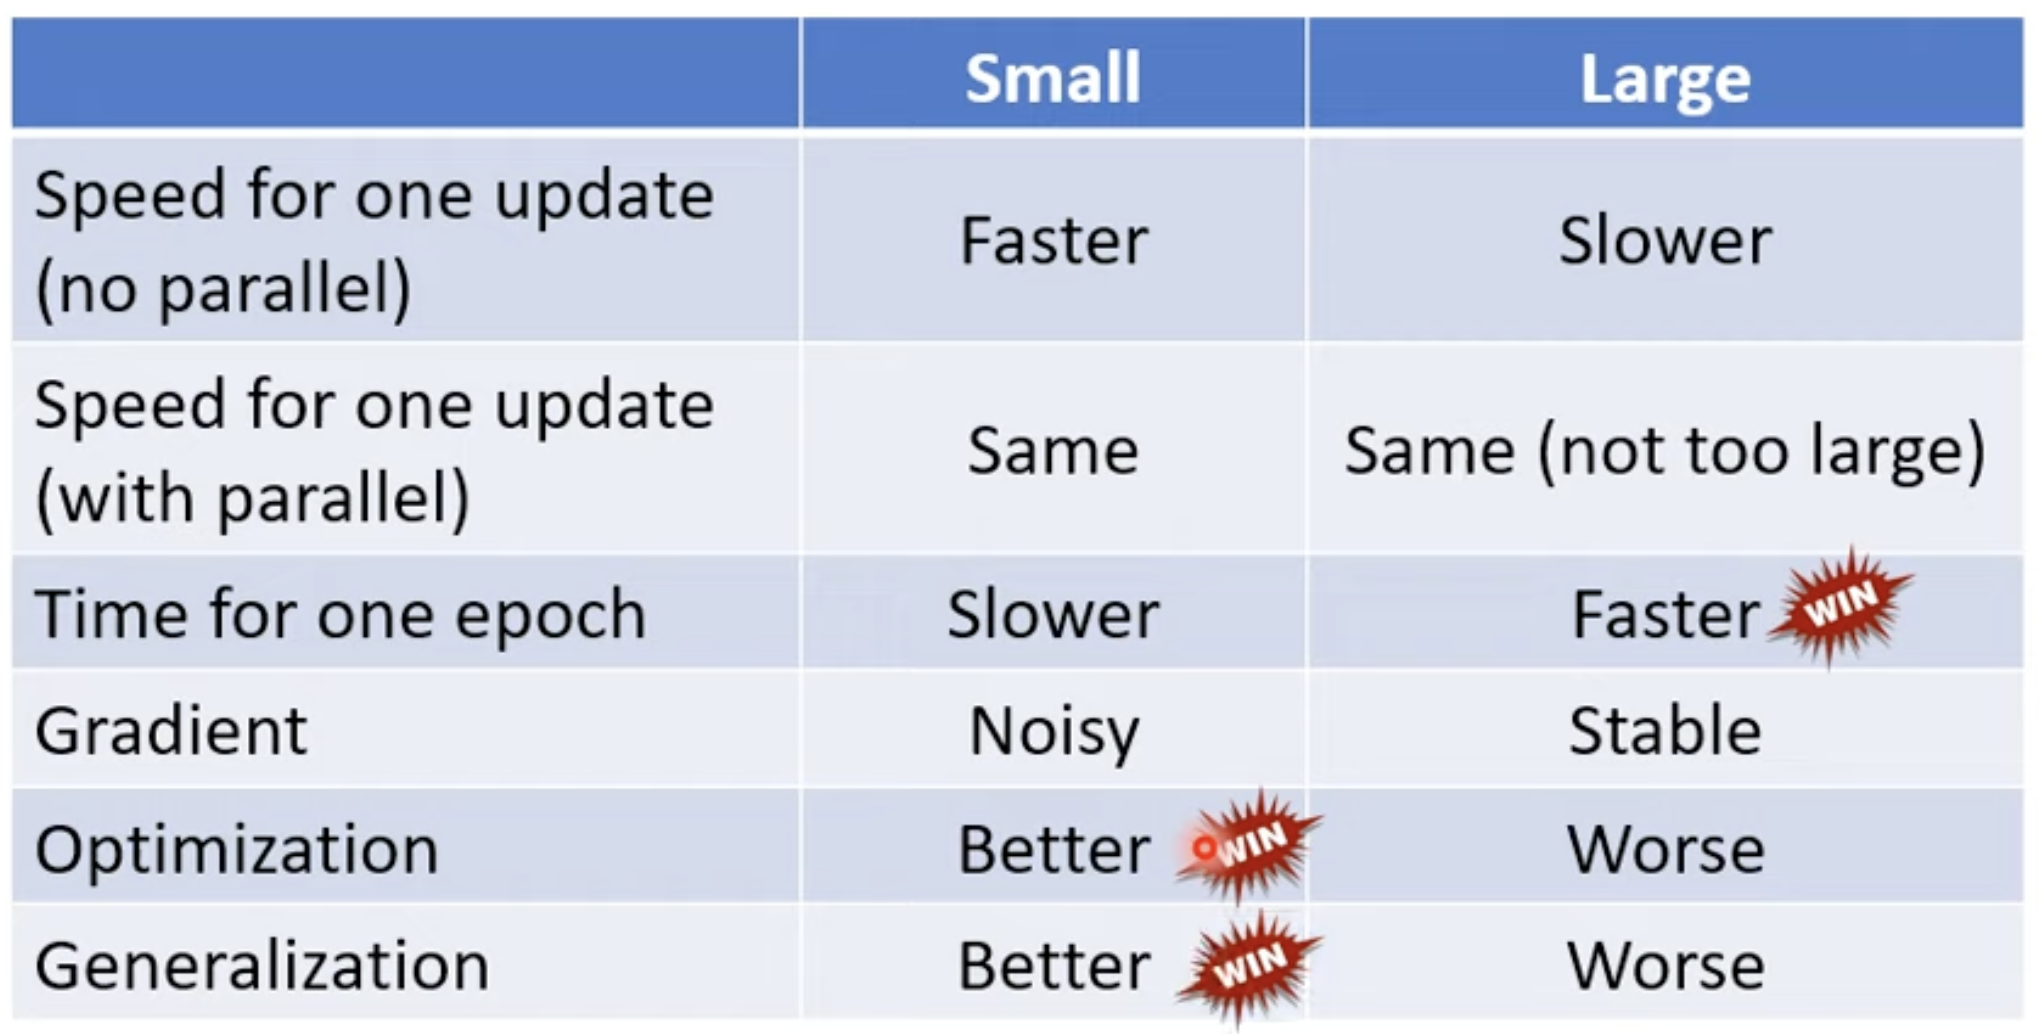 Small Large
Speed for one update
(no parallel)
Faster Slower
Speed for one update
(with parallel)
Same Same (not too large)
Time for one epoch Slower Faster WIN
Gradient Noisy Stable
Optimization Better WIN Worse
Generalization Better WIN Worse